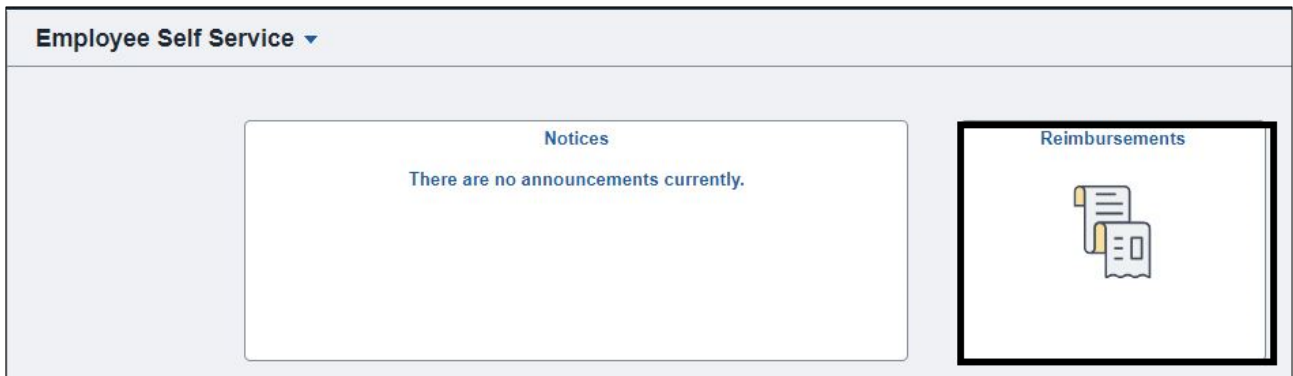 Employee Self Service
Notices
There are no announcements currently.
Reimbursements